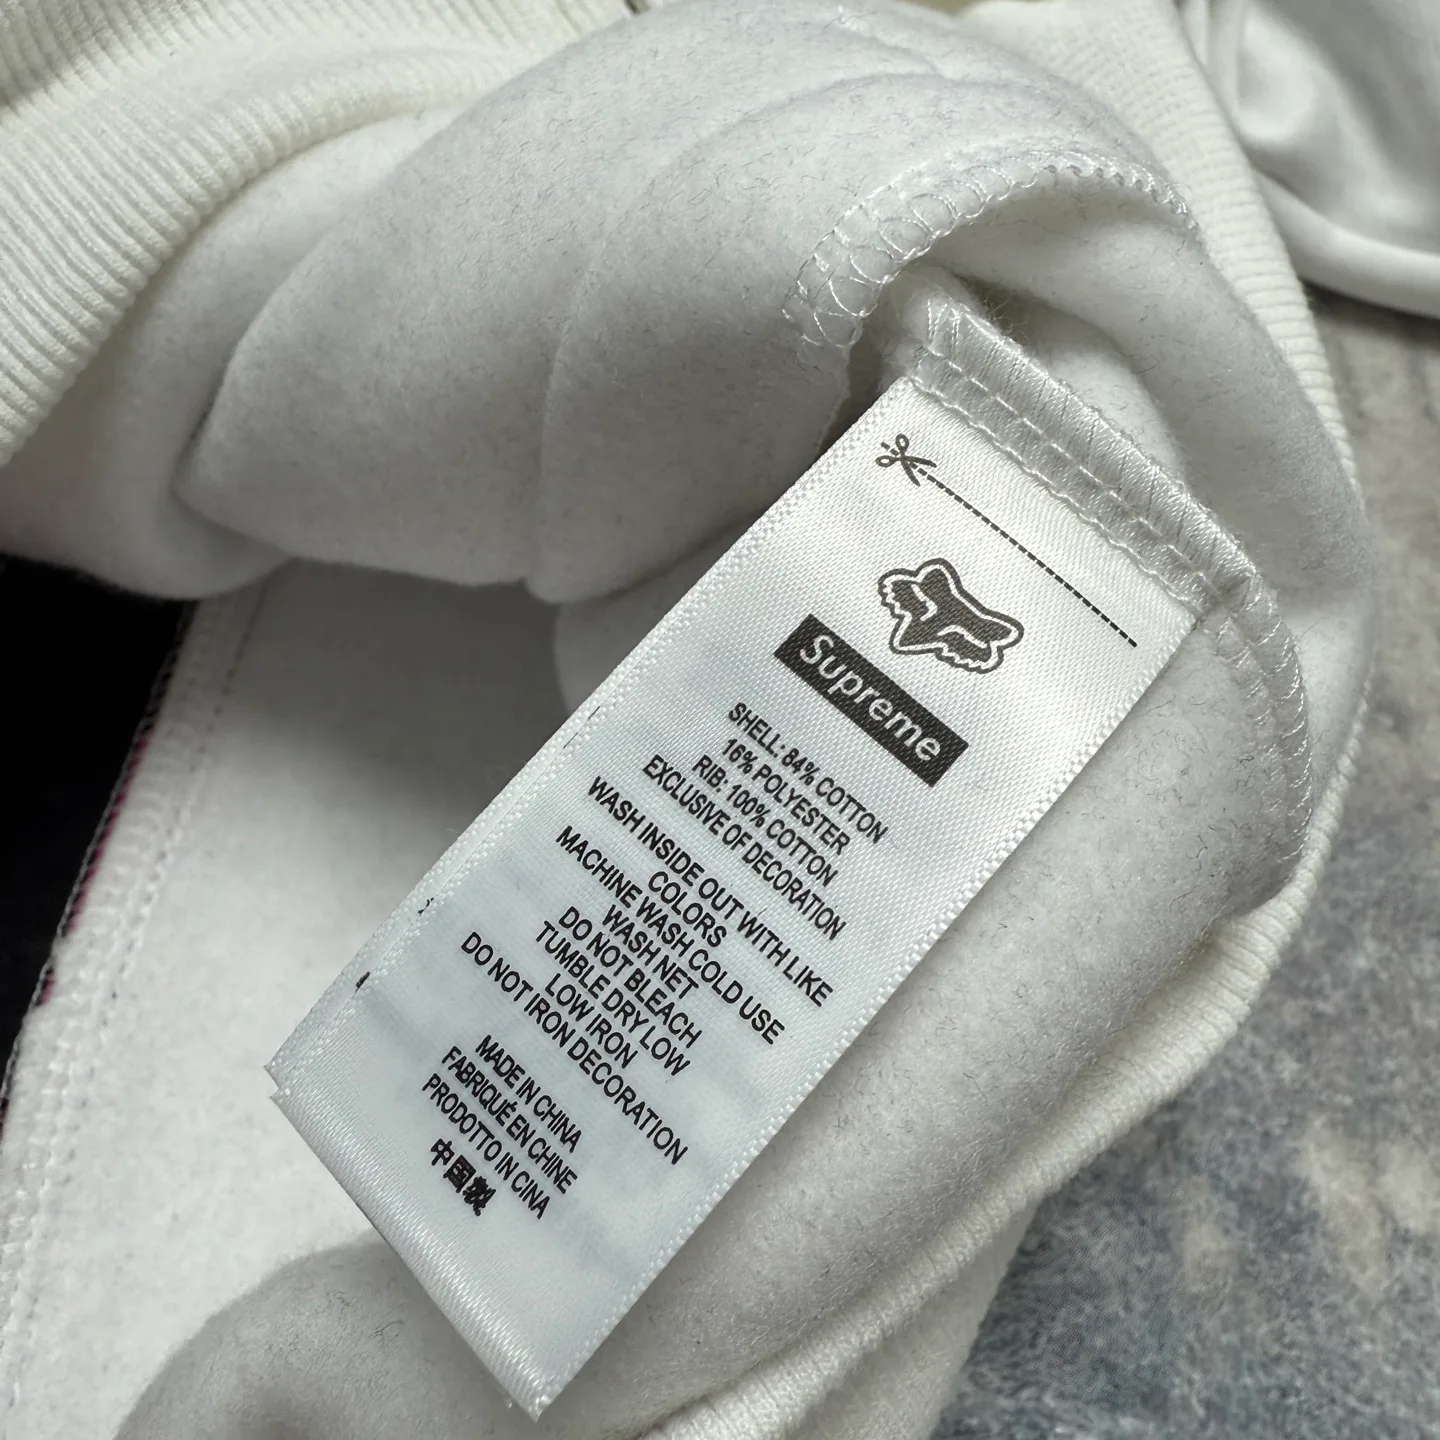 Supreme
SHELL: 84% COTTON
16% POLYESTER
RIB: 100% COTTON
EXCLUSIVE OF DECORATION
WASH INSIDE OUT WITH LIKE
COLORS
MACHINE WASH COLD USE
WASH NET
DO NOT BLEACH
TUMBLE DRY LOW
LOW IRON
DO NOT IRON DECORATION
MADE IN CHINA
FABRIQUÉ EN CHINE
PRODOTTO IN CINA
中国製